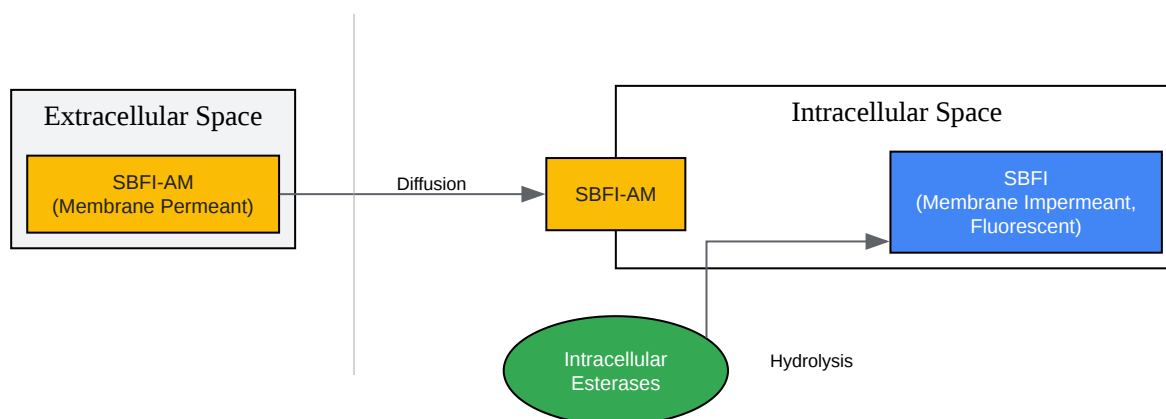 Extracellular Space
SBFI-AM
(Membrane Permeant)
Diffusion
SBFI-AM
Intracellular Space
SBFI
(Membrane Impermeant,
Fluorescent)
Intracellular
Esterases
Hydrolysis